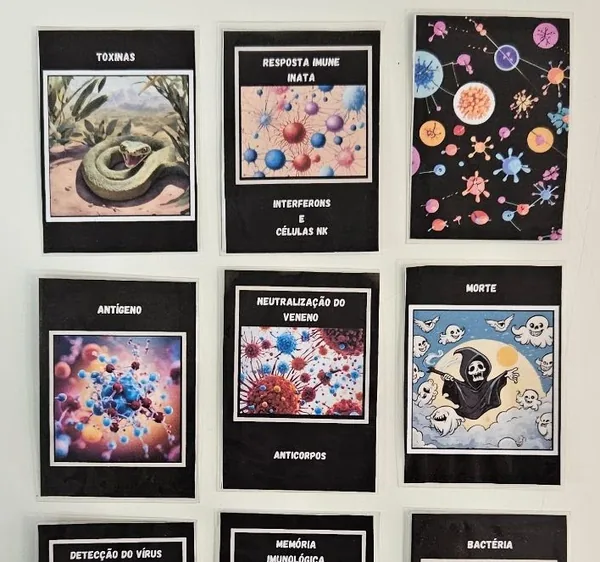 TOXINAS
RESPOSTA IMUNE
INATA
INTERFERONS
E
CÉLULAS NK
ANTÍGENO
NEUTRALIZAÇÃO DO
VENENO
ANTICORPOS
MORTE
DETECÇÃO DO VÍRUS
MEMÓRIA
IMUNOLÓGICA
BACTÉRIA